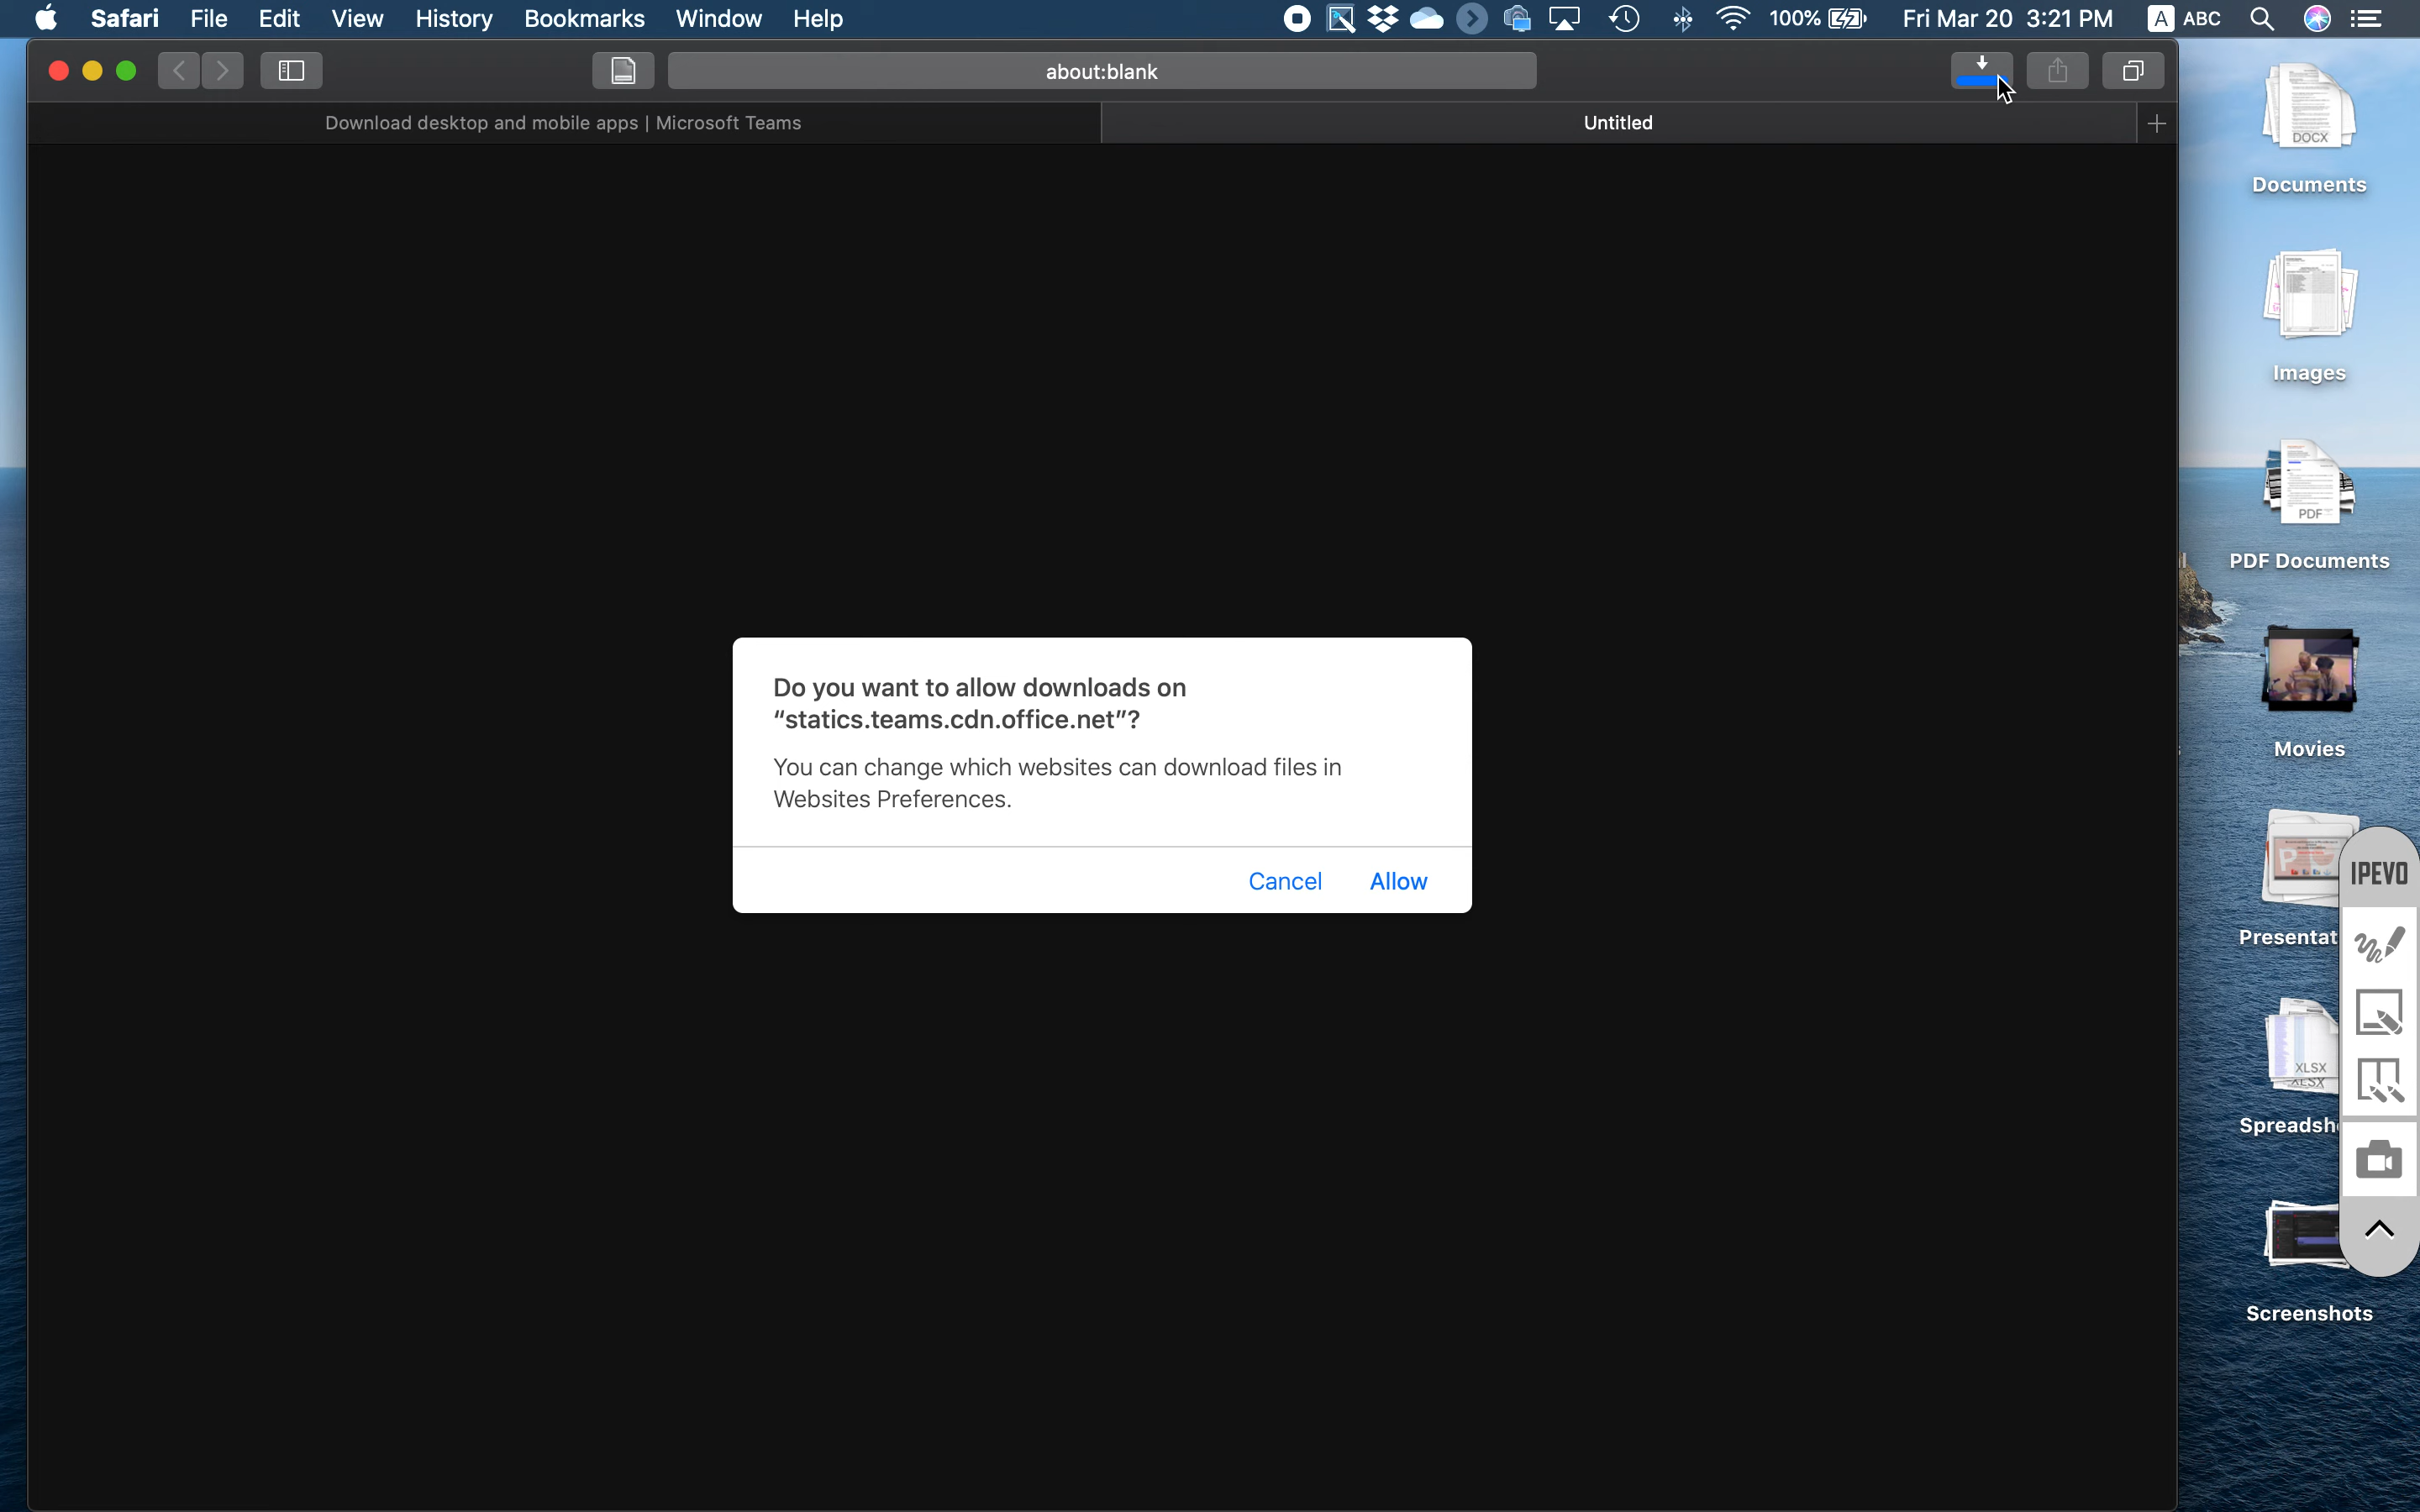 Safari File Edit View History Bookmarks Window Help 100% Fri Mar 20 3:21 PM A ABC
about:blank
Download desktop and mobile apps | Microsoft Teams Untitled
Do you want to allow downloads on
“statics.teams.cdn.office.net”?
You can change which websites can download files in
Websites Preferences.
Cancel Allow
DOCX
Documents
Images
PDF
PDF Documents
Movies
P
Presentat
IPEVO
XLSX
XLSX
Spreadsh
Screenshots